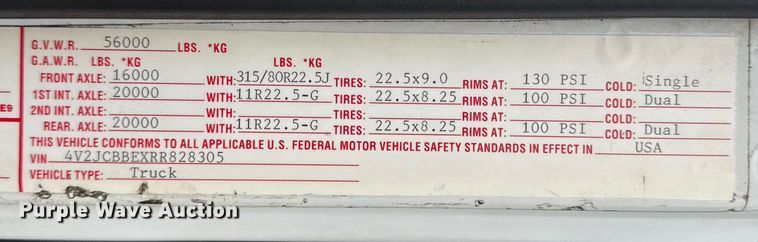 G.V.W.R. 56000 LBS. *KG
G.A.W.R. LBS. *KG LBS. *KG
FRONT AXLE: 16000 WITH: 315/80R22.5J TIRES: 22.5x9.0 RIMS AT: 130 PSI COLD: Single
1ST INT. AXLE: 20000 WITH: 11R22.5-G TIRES: 22.5x8.25 RIMS AT: 100 PSI COLD: Dual
2ND INT. AXLE: WITH: TIRES: RIMS AT: COLD:
REAR. AXLE: 20000 WITH: 11R22.5-G TIRES: 22.5x8.25 RIMS AT: 100 PSI COLD: Dual
THIS VEHICLE CONFORMS TO ALL APPLICABLE U.S. FEDERAL MOTOR VEHICLE SAFETY STANDARDS IN EFFECT IN USA
VIN 4V2JCBBEXRR828305
VEHICLE TYPE: Truck
E9
Purple Wave Auction